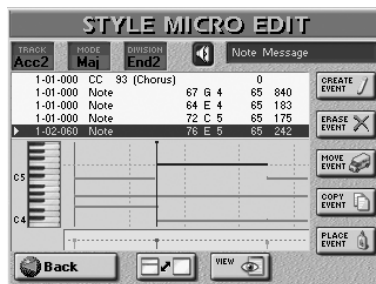 STYLE MICRO EDIT
TRACK MODE DIVISION
Acc2 Maj End2 Note Message
1-01-000 CC 93 (Chorus) 0
1-01-000 Note 67 G 4 65 840
1-01-000 Note 64 E 4 65 183
1-01-000 Note 72 C 5 65 175
1-02-060 Note 76 E 5 65 242
CREATE EVENT
ERASE EVENT
MOVE EVENT
COPY EVENT
PLACE EVENT
C5
C4
Back VIEW